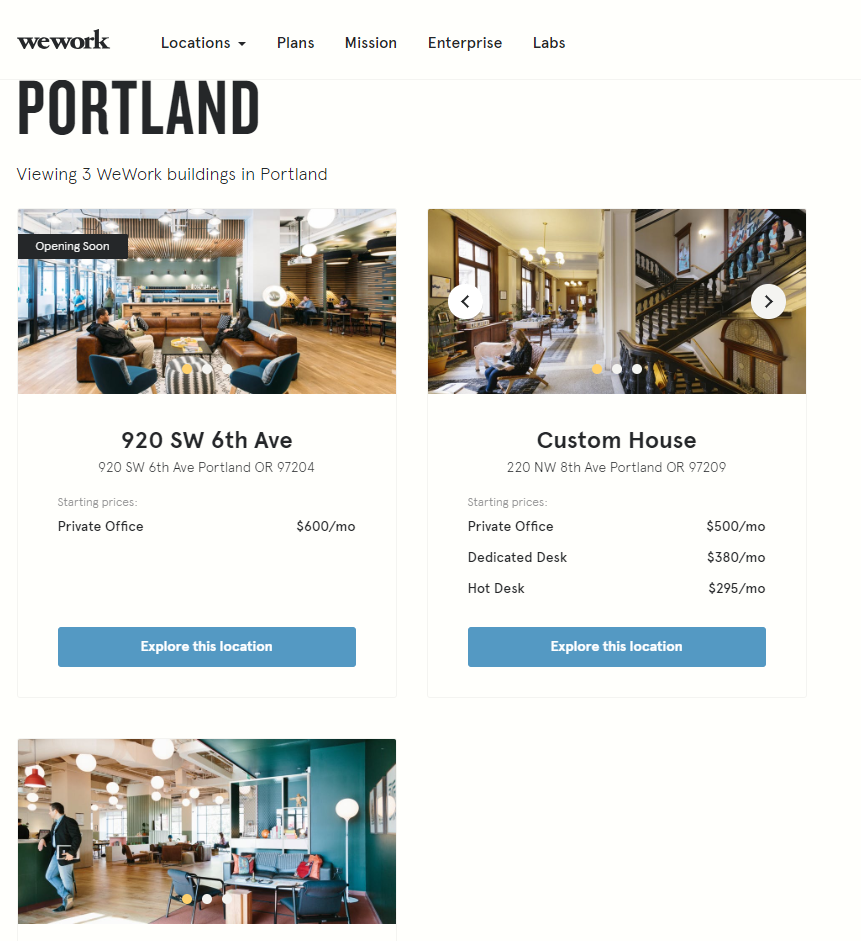 wework Locations Plans Mission Enterprise Labs
PORTLAND
Viewing 3 WeWork buildings in Portland
Opening Soon
920 SW 6th Ave
920 SW 6th Ave Portland OR 97204
Starting prices:
Private Office $600/mo
Explore this location
Custom House
220 NW 8th Ave Portland OR 97209
Starting prices:
Private Office $500/mo
Dedicated Desk $380/mo
Hot Desk $295/mo
Explore this location